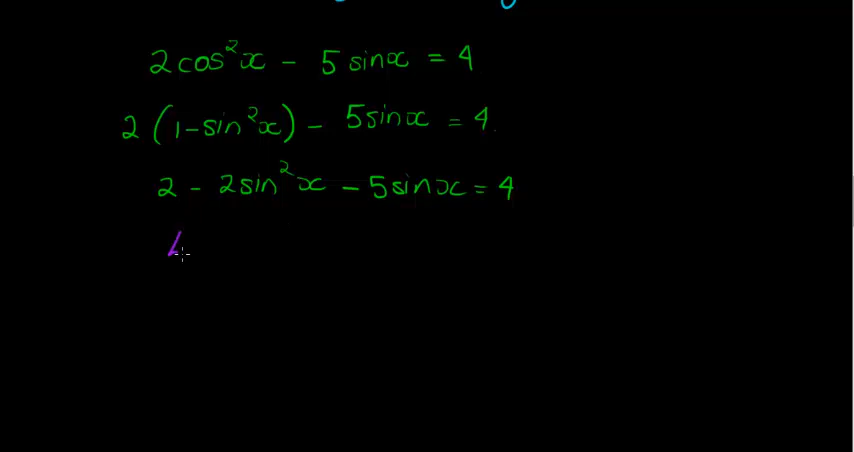 2cos²x - 5sinx = 4
2(1-sin²x) - 5sinx = 4.
2 - 2sin²x - 5sinx = 4